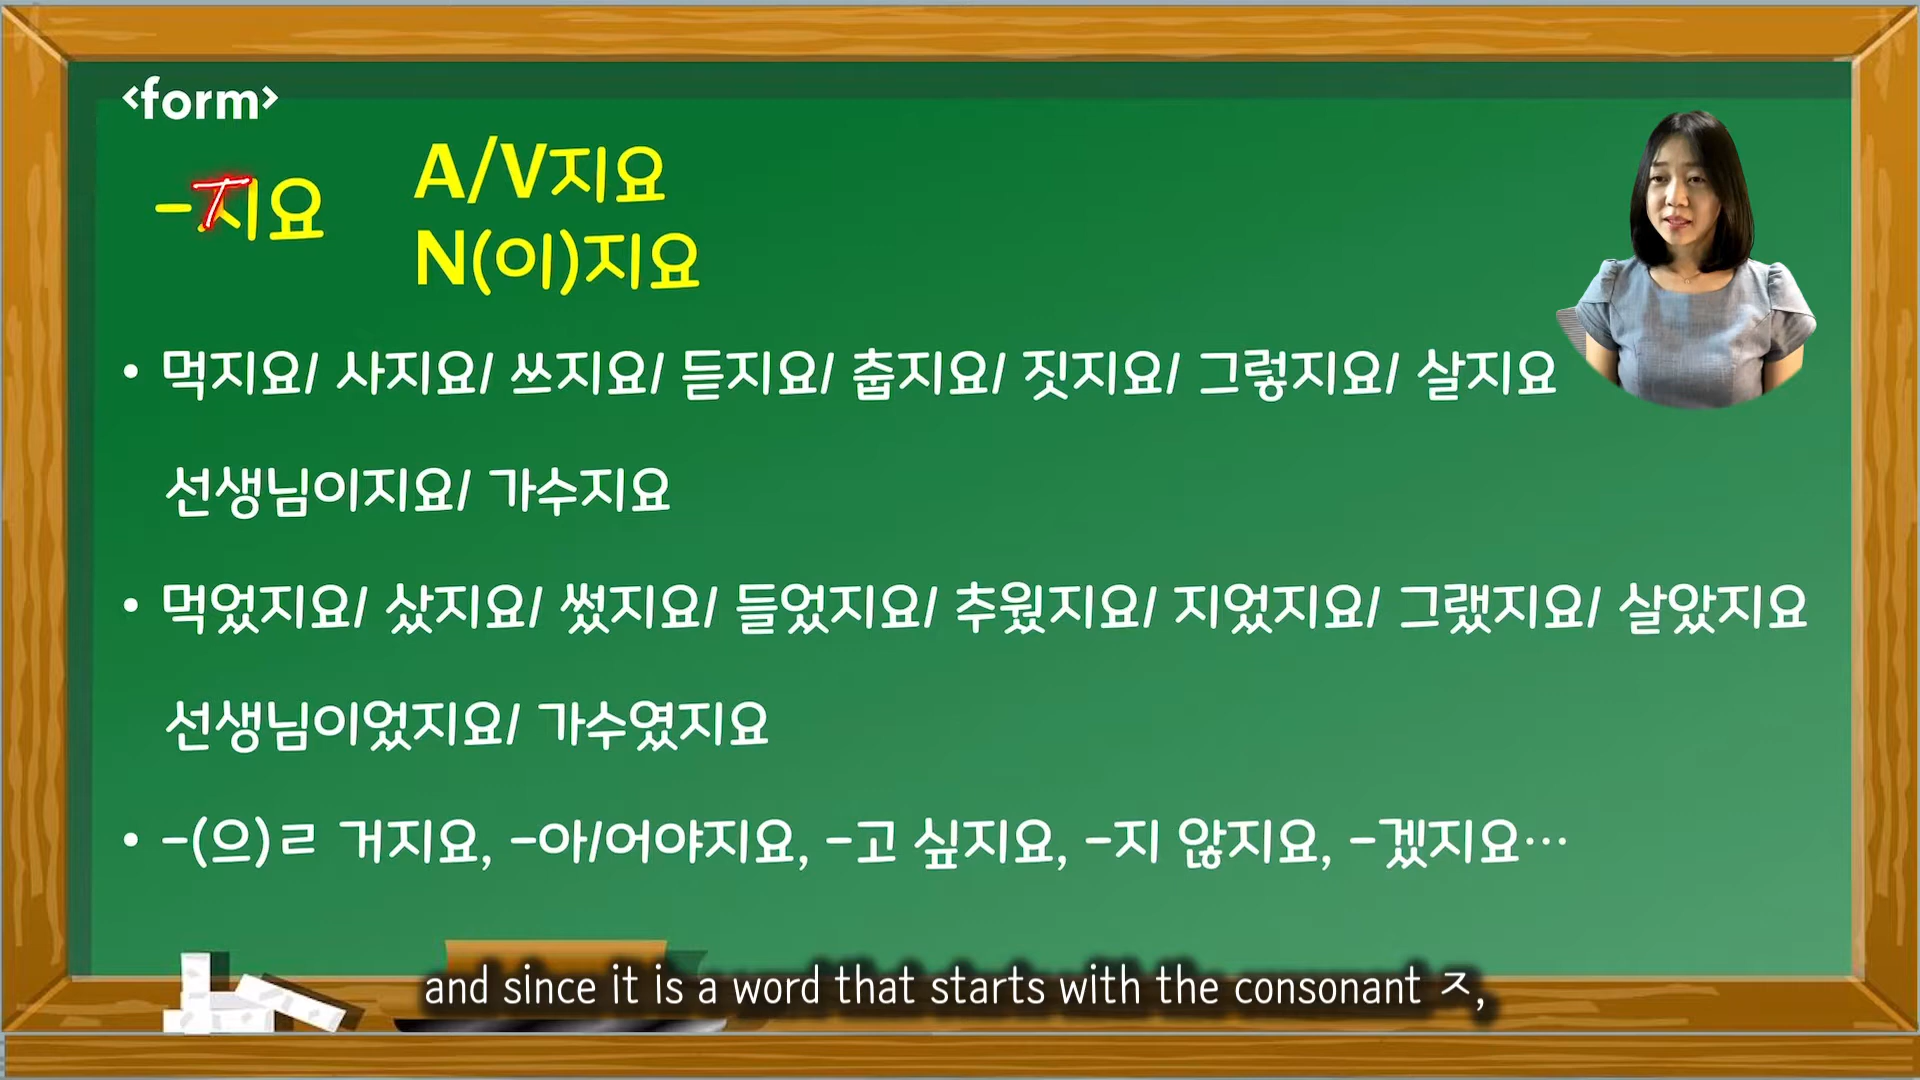 <form>
-지요
A/V지요
N(이)지요
• 먹지요/ 사지요/ 쓰지요/ 듣지요/ 춥지요/ 짓지요/ 그렇지요/ 살지요
선생님이지요/ 가수지요
• 먹었지요/ 샀지요/ 썼지요/ 들었지요/ 추웠지요/ 지었지요/ 그랬지요/ 살았지요
선생님이었지요/ 가수였지요
• -(으)ㄹ 거지요, -아/어야지요, -고 싶지요, -지 않지요, -겠지요…
and since it is a word that starts with the consonant ㅈ,